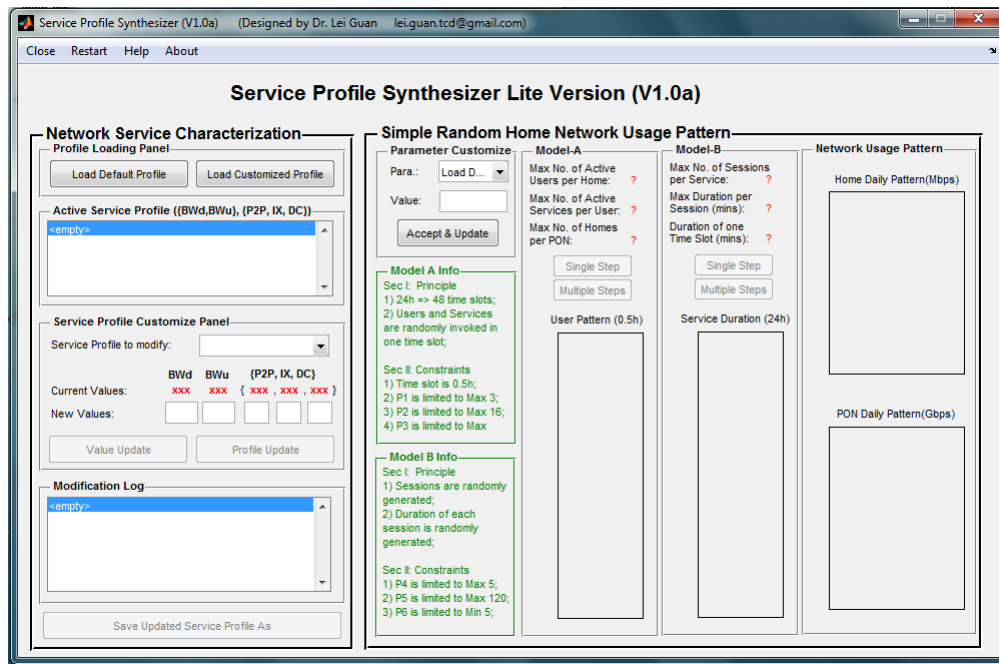 Service Profile Synthesizer (V1.0a) (Designed by Dr. Lei Guan lei.guan.tcd@gmail.com)
Close Restart Help About
Service Profile Synthesizer Lite Version (V1.0a)
Network Service Characterization
Profile Loading Panel
Load Default Profile Load Customized Profile
Active Service Profile ({BWd,BWu}, {P2P, IX, DC})
<empty>
Service Profile Customize Panel
Service Profile to modify:
BWd BWu {P2P, IX, DC}
Current Values: xxx xxx { xxx , xxx , xxx }
New Values:
Value Update Profile Update
Modification Log
<empty>
Save Updated Service Profile As
Simple Random Home Network Usage Pattern
Parameter Customize
Para.: Load D...
Value:
Accept & Update
Model A Info
Sec I: Principle
1) 24h => 48 time slots;
2) Users and Services
are randomly invoked in
one time slot;
Sec II: Constraints
1) Time slot is 0.5h;
2) P1 is limited to Max 3;
3) P2 is limited to Max 16;
4) P3 is limited to Max
Model B Info
Sec I: Principle
1) Sessions are randomly
generated;
2) Duration of each
session is randomly
generated;
Sec II: Constraints
1) P4 is limited to Max 5;
2) P5 is limited to Max 120;
3) P6 is limited to Min 5;
Model-A
Max No. of Active
Users per Home: ?
Max No. of Active
Services per User: ?
Max No. of Homes
per PON: ?
Single Step
Multiple Steps
User Pattern (0.5h)
Model-B
Max No. of Sessions
per Service: ?
Max Duration per
Session (mins): ?
Duration of one
Time Slot (mins): ?
Single Step
Multiple Steps
Service Duration (24h)
Network Usage Pattern
Home Daily Pattern(Mbps)
PON Daily Pattern(Gbps)